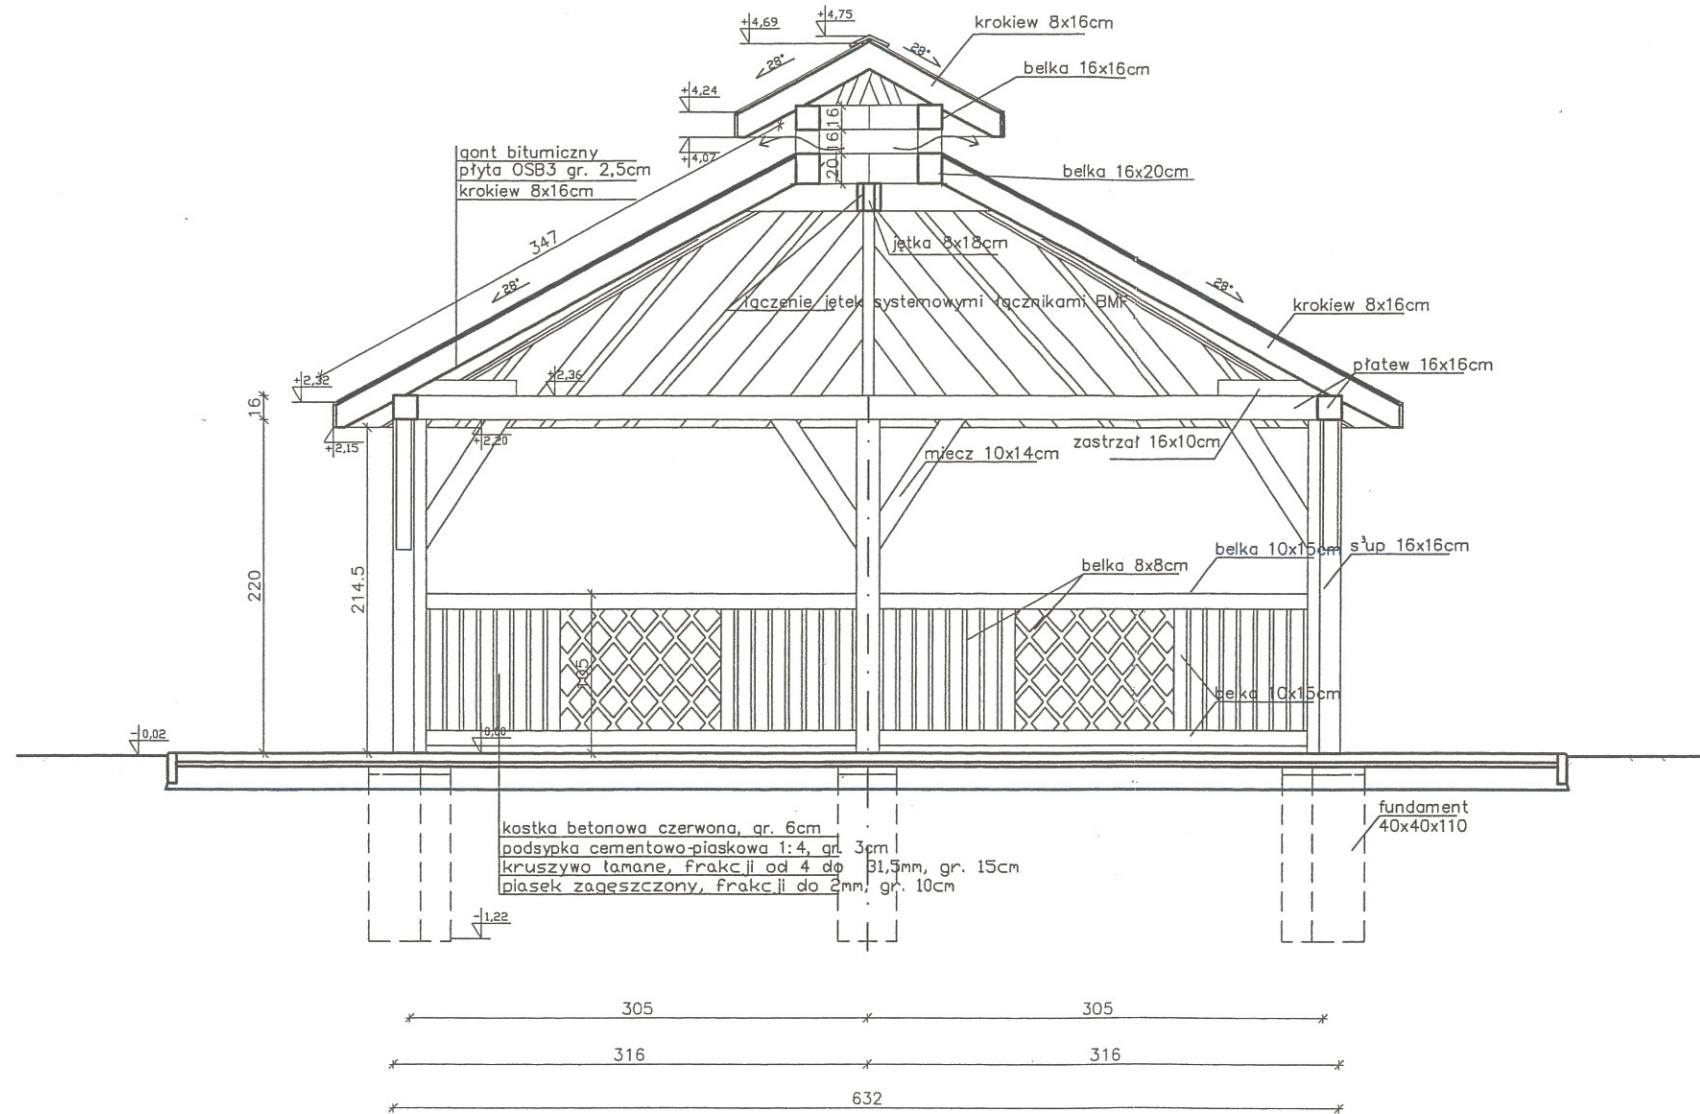 +4,69
+4,75
krokiew 8x16cm
28°
28°
belka 16x16cm
+4,24
16
16
+4,07
20
gont bitumiczny
płyta OSB3 gr. 2,5cm
krokiew 8x16cm
belka 16x20cm
347
jętka 8x18cm
28°
28°
łączenie jętek systemowymi łącznikami BMF
krokiew 8x16cm
płatew 16x16cm
+2,32
+2,36
16
+2,15
+2,20
zastrzał 16x10cm
miecz 10x14cm
belka 10x15cm
s³up 16x16cm
belka 8x8cm
220
214.5
105
belka 10x15cm
-0,02
0,00
fundament
40x40x110
kostka betonowa czerwona, gr. 6cm
podsypka cementowo-piaskowa 1:4, gr. 3cm
kruszywo łamane, frakcji od 4 do 31,5mm, gr. 15cm
piasek zagęszczony, frakcji do 2mm, gr. 10cm
-1,22
305
305
316
316
632